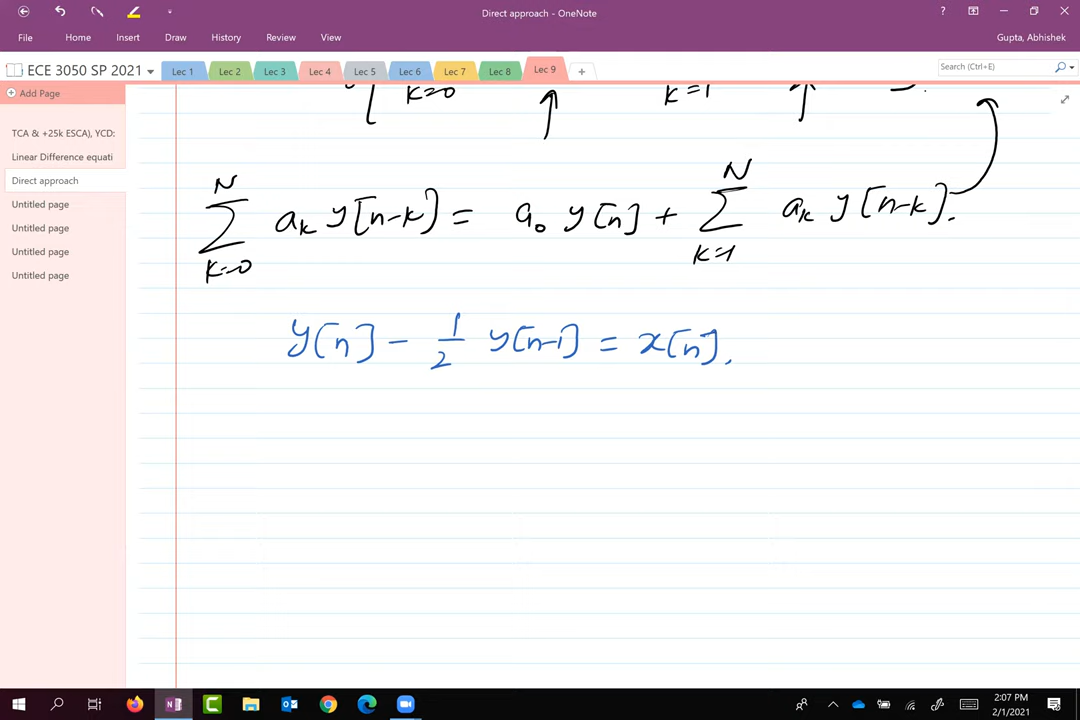 Direct approach - OneNote
Gupta, Abhishek
File Home Insert Draw History Review View
ECE 3050 SP 2021 Lec 1 Lec 2 Lec 3 Lec 4 Lec 5 Lec 6 Lec 7 Lec 8 Lec 9
Search (Ctrl+E)
Add Page
TCA & +25k ESCA), YCD:
Linear Difference equati
Direct approach
Untitled page
Untitled page
Untitled page
Untitled page
k=0 k=1
N N
∑ aₖ y[n-k] = a₀ y[n] + ∑ aₖ y[n-k].
k=0 k=1
y[n] - 1/2 y[n-1] = x[n].
2:07 PM
2/1/2021